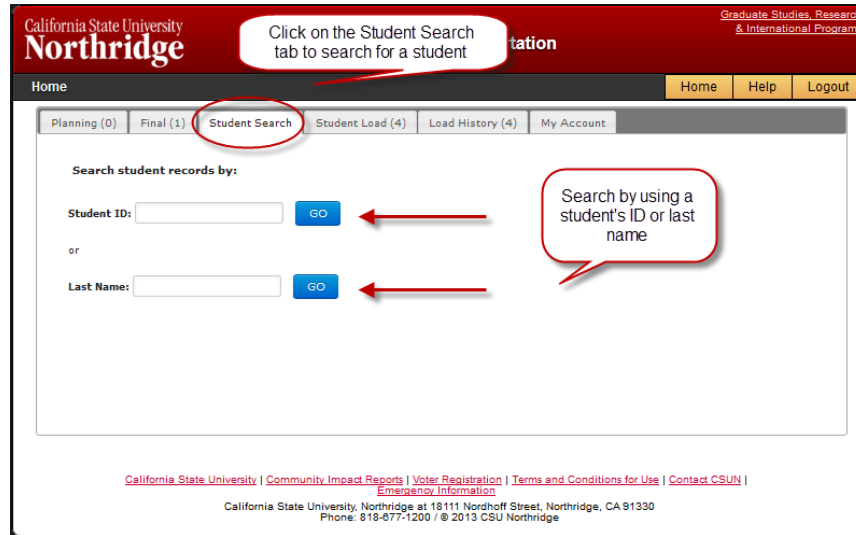 California State University
Northridge
Click on the Student Search
tab to search for a student
tation
Graduate Studies, Researc
& International Program
Home
Home Help Logout
Planning (0) Final (1) Student Search Student Load (4) Load History (4) My Account
Search student records by:
Student ID: GO
or
Last Name: GO
Search by using a
student's ID or last
name
California State University | Community Impact Reports | Voter Registration | Terms and Conditions for Use | Contact CSUN |
Emergency Information
California State University, Northridge at 18111 Nordhoff Street, Northridge, CA 91330
Phone: 818-677-1200 / © 2013 CSU Northridge